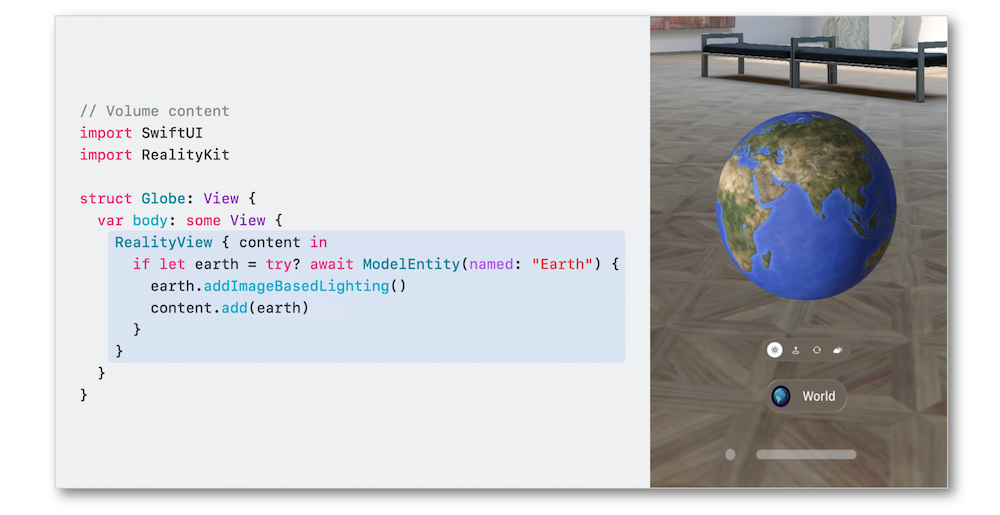 // Volume content
import SwiftUI
import RealityKit
struct Globe: View {
var body: some View {
RealityView { content in
if let earth = try? await ModelEntity(named: "Earth") {
earth.addImageBasedLighting()
content.add(earth)
}
}
}
}
World